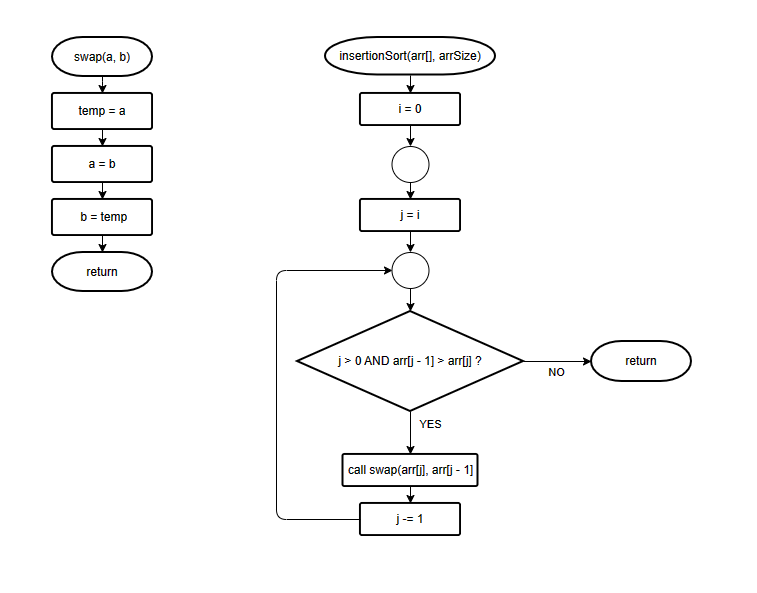 swap(a, b)
temp = a
a = b
b = temp
return
insertionSort(arr[], arrSize)
i = 0
j = i
j > 0 AND arr[j - 1] > arr[j] ?
NO
return
YES
call swap(arr[j], arr[j - 1]
j -= 1